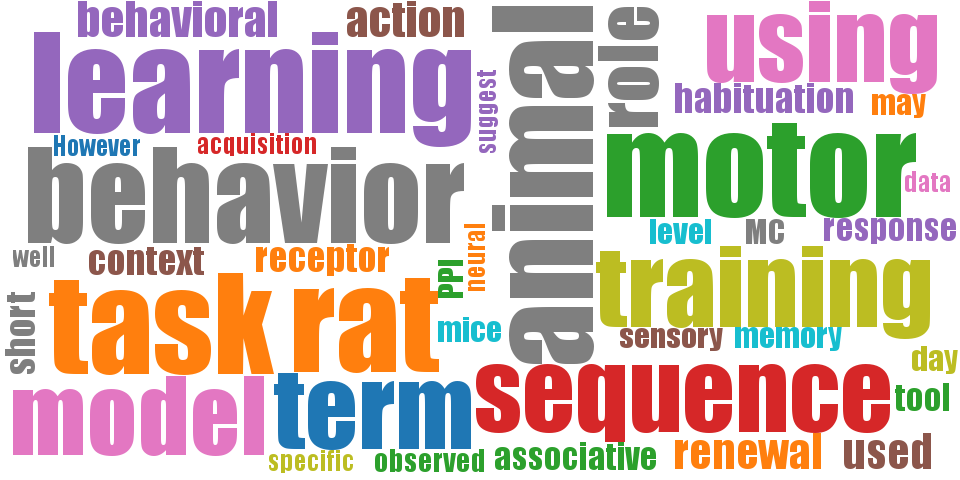 behavioral
action
using
learning
suggest
animal
role
habituation
may
However
acquisition
behavior
motor
data
level
MC
response
well
context
receptor
neural
PPI
training
short
task
rat
mice
sensory
memory
day
model
term
sequence
tool
specific
observed
associative
renewal
used